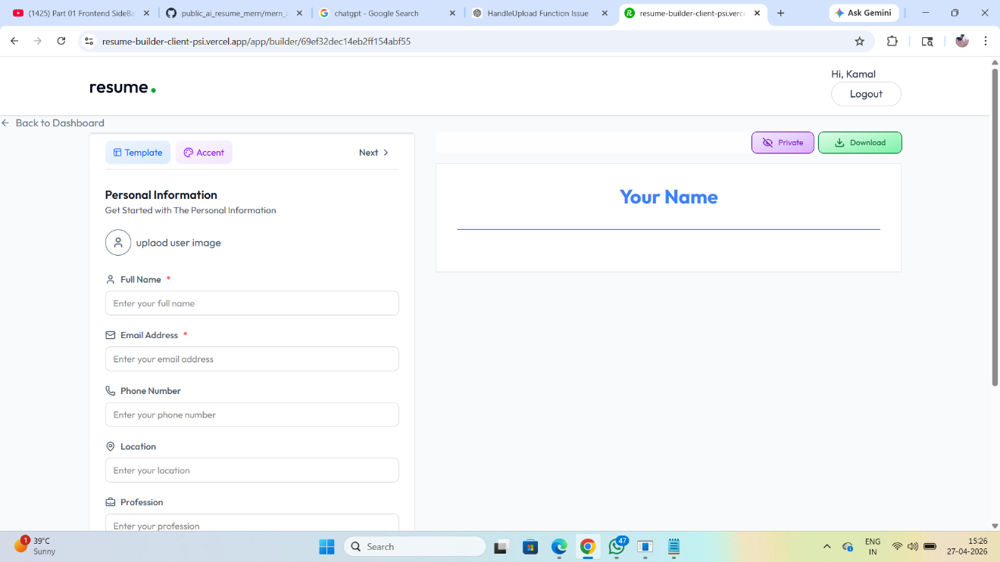 (1425) Part 01 Frontend SideBa
public_ai_resume_mern/mern_a
chatgpt - Google Search
HandleUpload Function Issue
resume-builder-client-psi.verce
Ask Gemini
resume-builder-client-psi.vercel.app/app/builder/69ef32dec14eb2ff154abf55
resume.
Hi, Kamal
Logout
Back to Dashboard
Template
Accent
Next
Private
Download
Personal Information
Get Started with The Personal Information
uplaod user image
Full Name *
Enter your full name
Email Address *
Enter your email address
Phone Number
Enter your phone number
Location
Enter your location
Profession
Enter your profession
Your Name
1
39°C
Sunny
Search
47
ENG
IN
15:26
27-04-2026